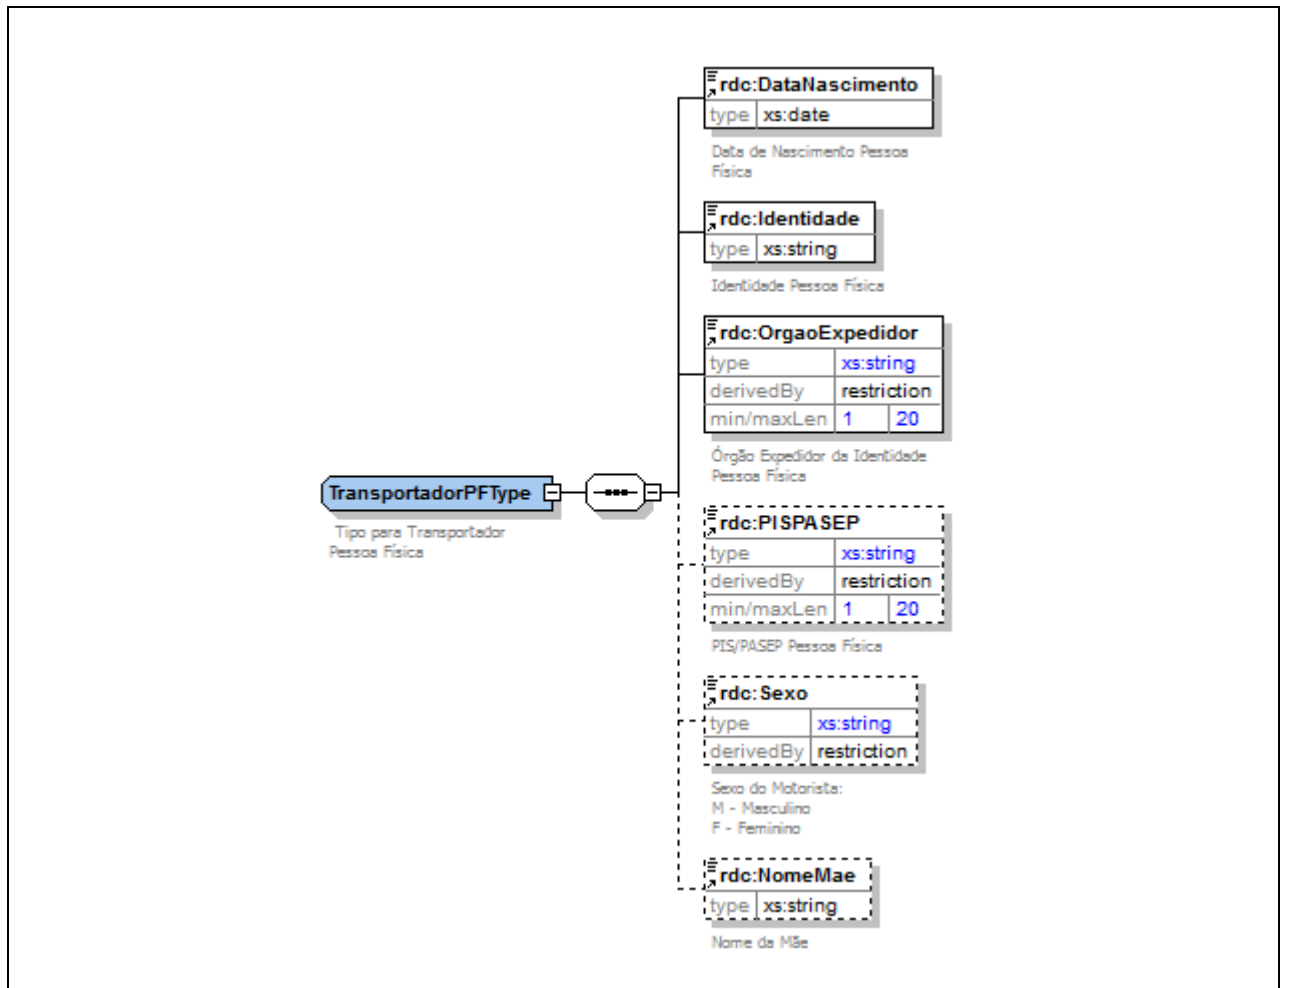 rdc:DataNascimento
type xs:date
Data de Nascimento Pessoa
Física
rdc:Identidade
type xs:string
Identidade Pessoa Física
rdc:OrgaoExpedidor
type xs:string
derivedBy restriction
min/maxLen 1 20
Órgão Expedidor da Identidade
Pessoa Física
TransportadorPFType
Tipo para Transportador
Pessoa Física
rdc:PISPASEP
type xs:string
derivedBy restriction
min/maxLen 1 20
PIS/PASEP Pessoa Física
rdc:Sexo
type xs:string
derivedBy restriction
Sexo do Motorista:
M - Masculino
F - Feminino
rdc:NomeMae
type xs:string
Nome da Mãe